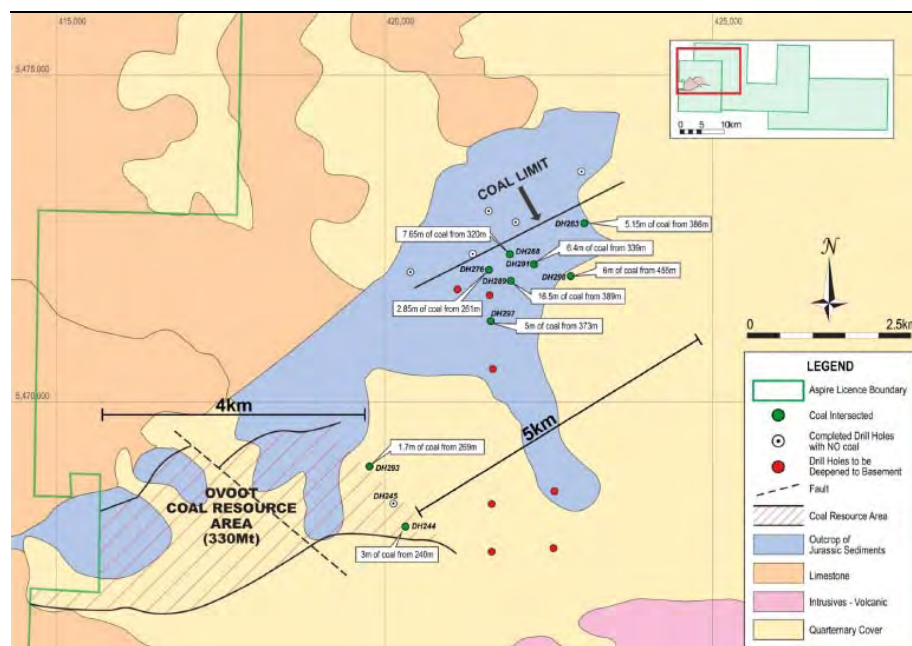 415,000
420,000
425,000
5,475,000
5,470,000
0 5 10km
COAL LIMIT
DH283
5.15m of coal from 386m
7.65m of coal from 320m
DH288
6.4m of coal from 339m
DH291
DH276
DH289
DH290
6m of coal from 455m
16.5m of coal from 389m
2.85m of coal from 261m
DH297
5m of coal from 373m
N
0 2.5km
4km
5km
1.7m of coal from 269m
DH293
DH245
OVOOT
COAL RESOURCE
AREA
(330Mt)
DH244
3m of coal from 240m
LEGEND
Aspire Licence Boundary
Coal Intersected
Completed Drill Holes
with NO coal
Drill Holes to be
Deepened to Basement
Fault
Coal Resource Area
Outcrop of
Jurassic Sediments
Limestone
Intrusives - Volcanic
Quarternary Cover